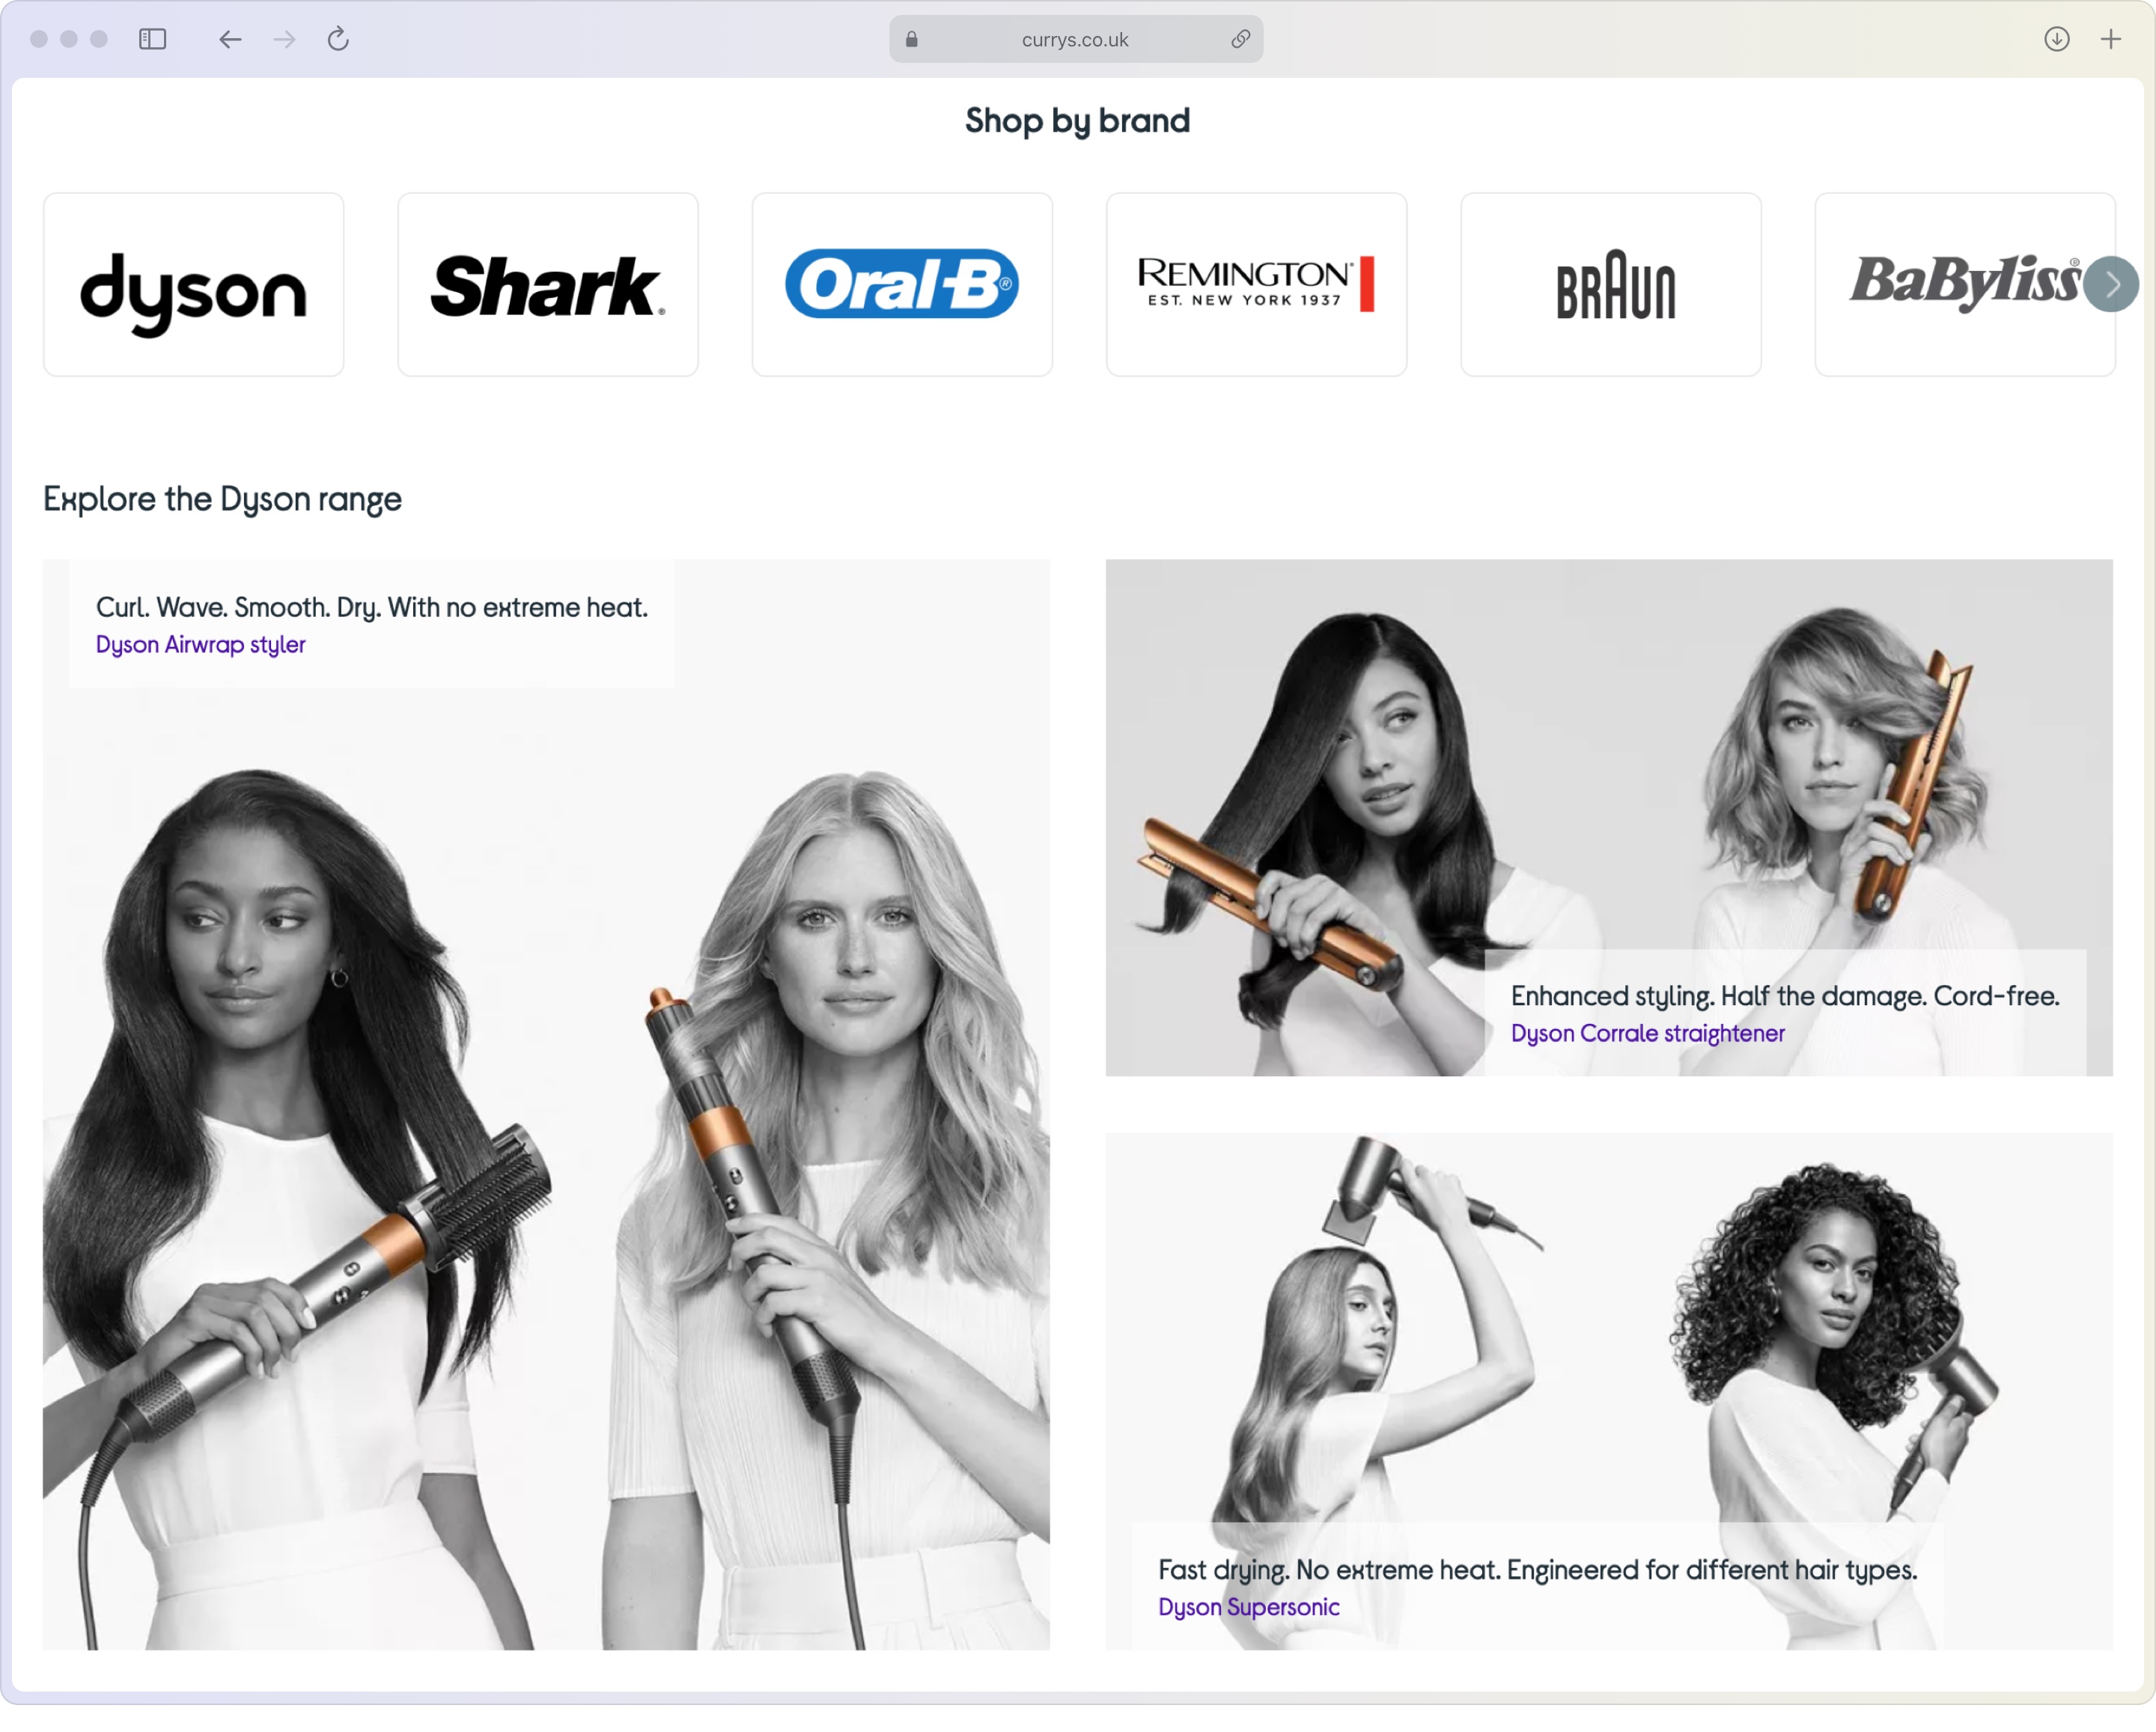 currys.co.uk
Shop by brand
dyson
Shark®
Oral-B®
REMINGTON®
EST. NEW YORK 1937
BRAUN
BaByliss®
Explore the Dyson range
Curl. Wave. Smooth. Dry. With no extreme heat.
Dyson Airwrap styler
Enhanced styling. Half the damage. Cord-free.
Dyson Corrale straightener
Fast drying. No extreme heat. Engineered for different hair types.
Dyson Supersonic